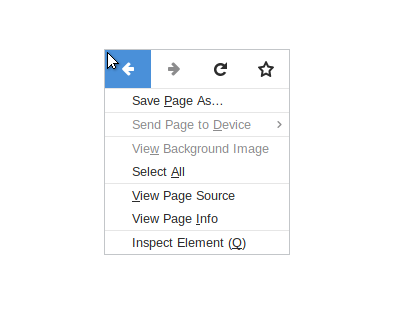 Save Page As...
Send Page to Device
View Background Image
Select All
View Page Source
View Page Info
Inspect Element (Q)